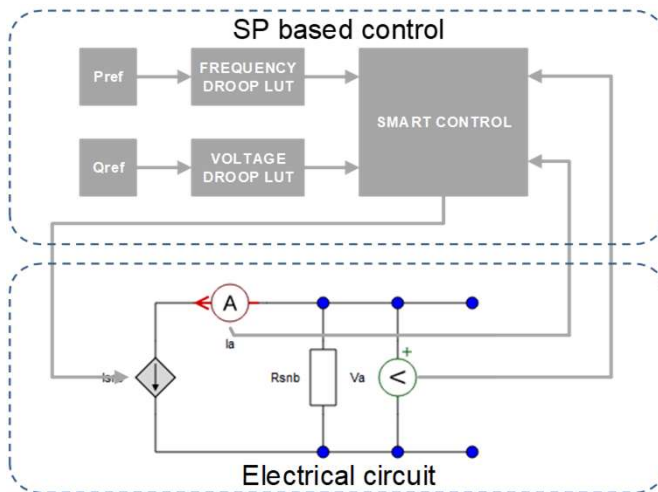 SP based control
Pref
FREQUENCY
DROOP LUT
SMART CONTROL
Qref
VOLTAGE
DROOP LUT
A
Ia
Rsnb
Va
V
+
Electrical circuit